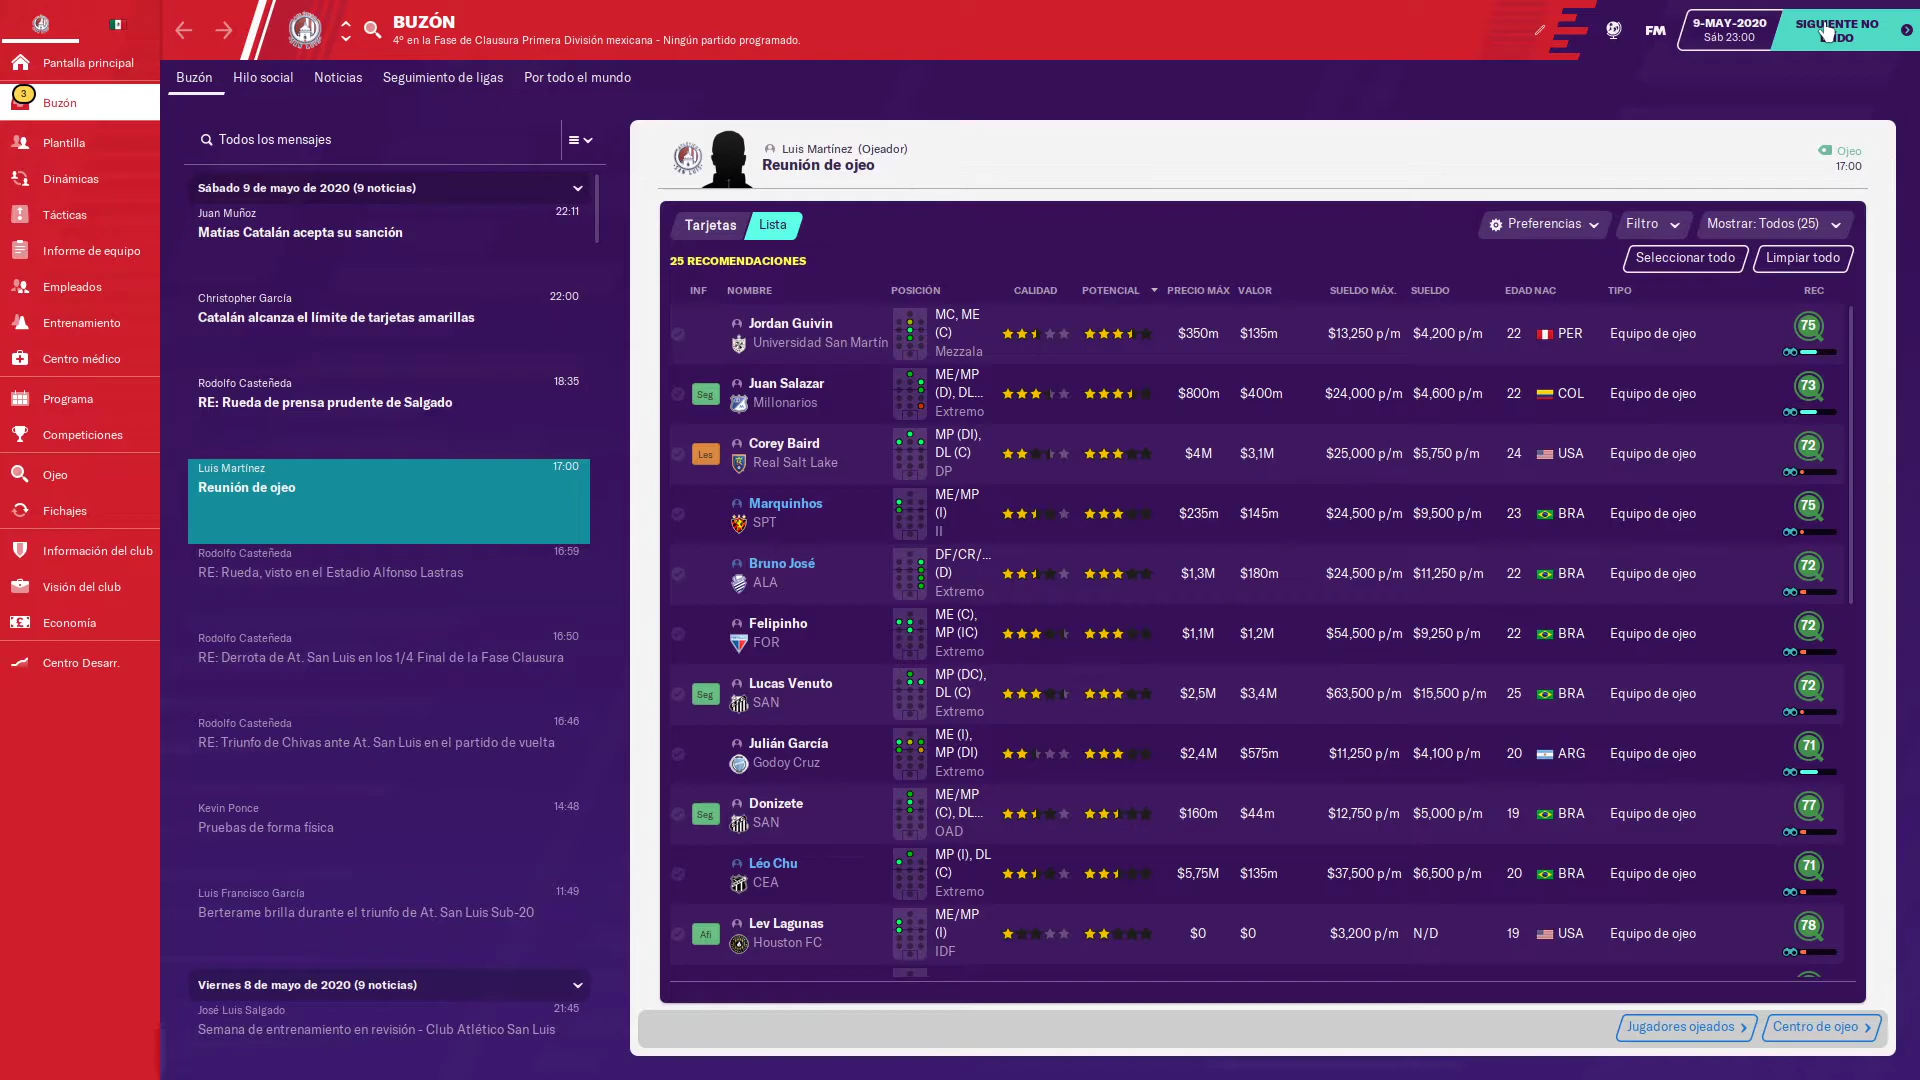 BUZÓN
4º en la Fase de Clausura Primera División mexicana - Ningún partido programado.
FM
9-MAY-2020
Sáb 23:00
SIGUIENTE NO
Pantalla principal
3
Buzón
Plantilla
Dinámicas
Tácticas
Informe de equipo
Empleados
Entrenamiento
Centro médico
Programa
Competiciones
Ojeo
Fichajes
Información del club
Visión del club
Economía
Centro Desarr.
Buzón Hilo social Noticias Seguimiento de ligas Por todo el mundo
Todos los mensajes
Sábado 9 de mayo de 2020 (9 noticias)
Juan Muñoz 22:11
Matías Catalán acepta su sanción
Christopher García 22:00
Catalán alcanza el límite de tarjetas amarillas
Rodolfo Casteñeda 18:35
RE: Rueda de prensa prudente de Salgado
Luis Martínez 17:00
Reunión de ojeo
Rodolfo Casteñeda 16:59
RE: Rueda, visto en el Estadio Alfonso Lastras
Rodolfo Casteñeda 16:50
RE: Derrota de At. San Luis en los 1/4 Final de la Fase Clausura
Rodolfo Casteñeda 16:46
RE: Triunfo de Chivas ante At. San Luis en el partido de vuelta
Kevin Ponce 14:48
Pruebas de forma física
Luis Francisco García 11:49
Berterame brilla durante el triunfo de At. San Luis Sub-20
Viernes 8 de mayo de 2020 (9 noticias)
José Luis Salgado 21:45
Semana de entrenamiento en revisión - Club Atlético San Luis
Luis Martínez (Ojeador)
Reunión de ojeo
Ojeo
17:00
Tarjetas Lista
Preferencias Filtro Mostrar: Todos (25)
25 RECOMENDACIONES
Seleccionar todo Limpiar todo
INF NOMBRE POSICIÓN CALIDAD POTENCIAL PRECIO MÁX VALOR SUELDO MÁX. SUELDO EDAD NAC TIPO REC
Jordan Guivin MC, ME (C) $350m $135m $13,250 p/m $4,200 p/m 22 PER Equipo de ojeo 75
Universidad San Martín Mezzala
Seg Juan Salazar ME/MP (D), DL... $800m $400m $24,000 p/m $4,600 p/m 22 COL Equipo de ojeo 73
Millonarios Extremo
Les Corey Baird MP (DI), DL (C) $4M $3,1M $25,000 p/m $5,750 p/m 24 USA Equipo de ojeo 72
Real Salt Lake DP
Marquinhos ME/MP (I) $235m $145m $24,500 p/m $9,500 p/m 23 BRA Equipo de ojeo 75
SPT II
Bruno José DF/CR/... (D) $1,3M $180m $24,500 p/m $11,250 p/m 22 BRA Equipo de ojeo 72
ALA Extremo
Felipinho ME (C), MP (IC) $1,1M $1,2M $54,500 p/m $9,250 p/m 22 BRA Equipo de ojeo 72
FOR Extremo
Seg Lucas Venuto MP (DC), DL (C) $2,5M $3,4M $63,500 p/m $15,500 p/m 25 BRA Equipo de ojeo 72
SAN Extremo
Julián García ME (I), MP (DI) $2,4M $575m $11,250 p/m $4,100 p/m 20 ARG Equipo de ojeo 71
Godoy Cruz Extremo
Seg Donizete ME/MP (C), DL... $160m $44m $12,750 p/m $5,000 p/m 19 BRA Equipo de ojeo 77
SAN OAD
Léo Chu MP (I), DL (C) $5,75M $135m $37,500 p/m $6,500 p/m 20 BRA Equipo de ojeo 71
CEA Extremo
Afi Lev Lagunas ME/MP (I) $0 $0 $3,200 p/m N/D 19 USA Equipo de ojeo 78
Houston FC IDF
Jugadores ojeados Centro de ojeo